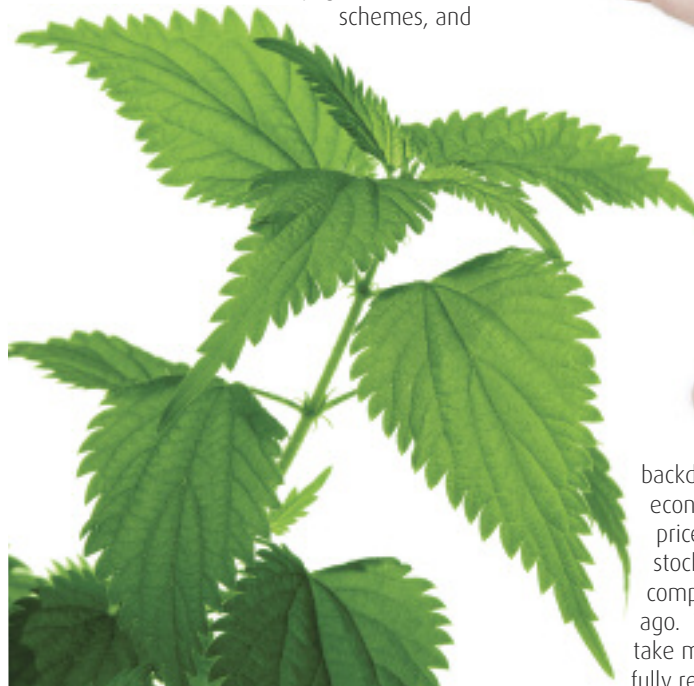 schemes, and
backd
econ
price
stock
comp
ago.
take m
fully re